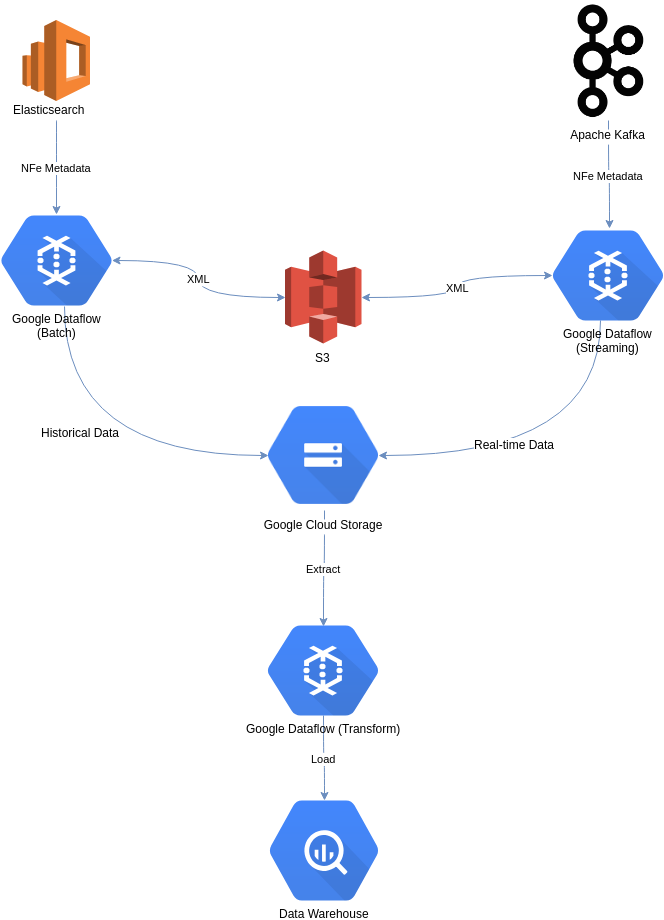 Elasticsearch
Apache Kafka
NFe Metadata
NFe Metadata
XML
XML
Google Dataflow
(Batch)
Google Dataflow
(Streaming)
S3
Historical Data
Real-time Data
Google Cloud Storage
Extract
Google Dataflow (Transform)
Load
Data Warehouse